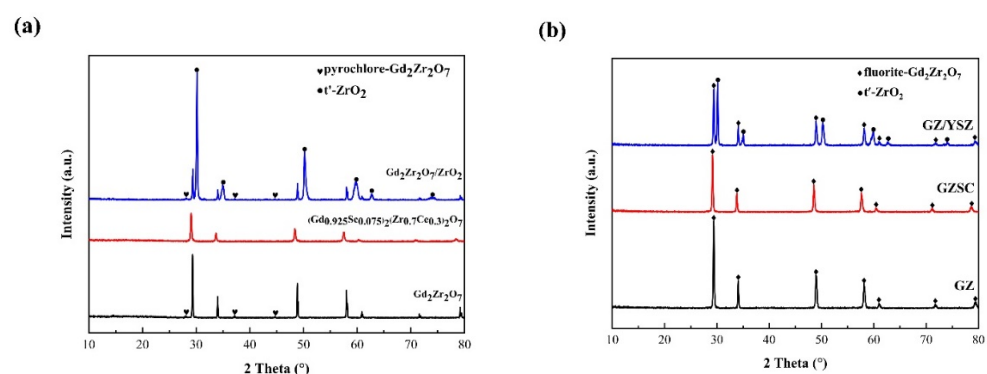 (a)
♥pyrochlore-Gd2Zr2O7
●t'-ZrO2
Gd2Zr2O7/ZrO2
(Gd0.925Sc0.075)2(Zr0.7Ce0.3)2O7
Gd2Zr2O7
Intensity (a.u.)
10 20 30 40 50 60 70 80
2 Theta (°)
(b)
♦fluorite-Gd2Zr2O7
●t'-ZrO2
GZ/YSZ
GZSC
GZ
Intensity (a.u.)
10 20 30 40 50 60 70 80
2 Theta (°)